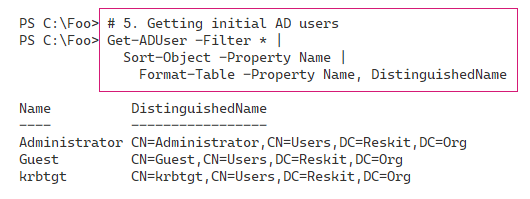 PS C:\Foo> # 5. Getting initial AD users
PS C:\Foo> Get-ADUser -Filter * |
Sort-Object -Property Name |
Format-Table -Property Name, DistinguishedName
Name DistinguishedName
---- -----------------
Administrator CN=Administrator,CN=Users,DC=Reskit,DC=Org
Guest CN=Guest,CN=Users,DC=Reskit,DC=Org
krbtgt CN=krbtgt,CN=Users,DC=Reskit,DC=Org